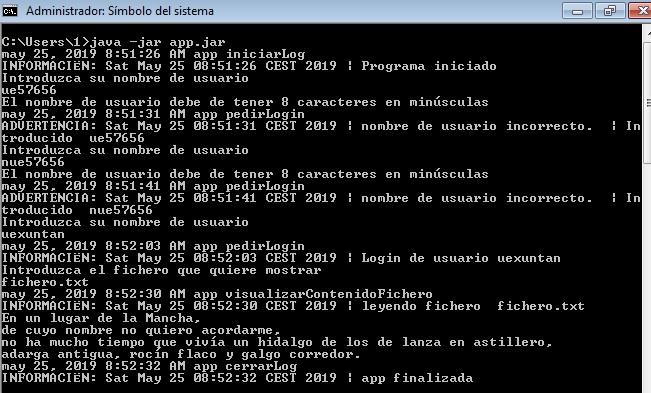 Administrador: Símbolo del sistema
C:\Users\1>java -jar app.jar
may 25, 2019 8:51:26 AM app iniciarLog
INFORMACIËN: Sat May 25 08:51:26 CEST 2019 ¦ Programa iniciado
Introduzca su nombre de usuario
ue57656
El nombre de usuario debe de tener 8 caracteres en minúsculas
may 25, 2019 8:51:31 AM app pedirLogin
ADVERTENCIA: Sat May 25 08:51:31 CEST 2019 ¦ nombre de usuario incorrecto.  ¦ In
troducido  ue57656
Introduzca su nombre de usuario
nue57656
El nombre de usuario debe de tener 8 caracteres en minúsculas
may 25, 2019 8:51:41 AM app pedirLogin
ADVERTENCIA: Sat May 25 08:51:41 CEST 2019 ¦ nombre de usuario incorrecto.  ¦ In
troducido  nue57656
Introduzca su nombre de usuario
uexuntan
may 25, 2019 8:52:03 AM app pedirLogin
INFORMACIËN: Sat May 25 08:52:03 CEST 2019 ¦ Login de usuario uexuntan
Introduzca el fichero que quiere mostrar
fichero.txt
may 25, 2019 8:52:30 AM app visualizarContenidoFichero
INFORMACIËN: Sat May 25 08:52:30 CEST 2019 ¦ leyendo fichero  fichero.txt
En un lugar de la Mancha,
de cuyo nombre no quiero acordarme,
no ha mucho tiempo que vivía un hidalgo de los de lanza en astillero,
adarga antigua, rocín flaco y galgo corredor.
may 25, 2019 8:52:32 AM app cerrarLog
INFORMACIËN: Sat May 25 08:52:32 CEST 2019 ¦ app finalizada